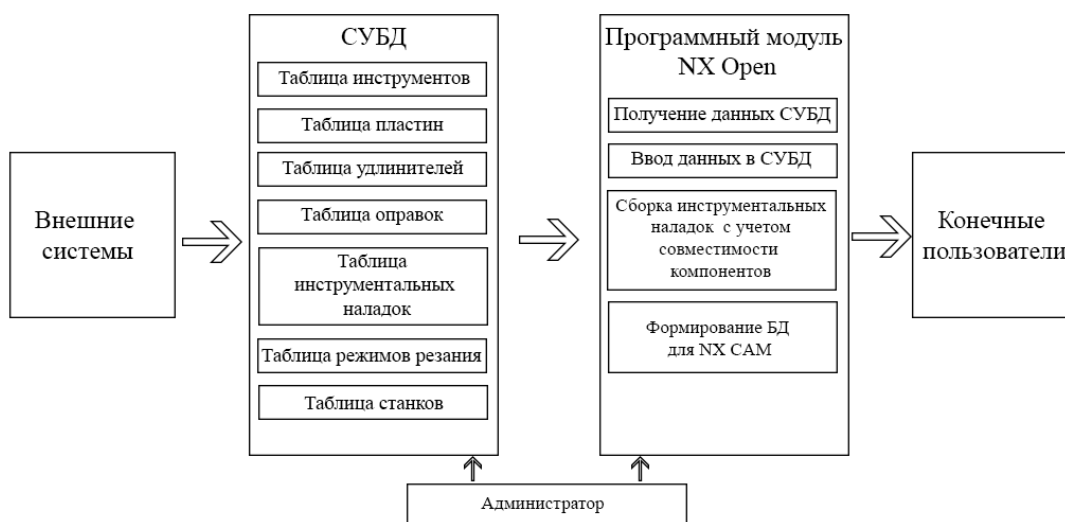 Внешние
системы
СУБД
Таблица инструментов
Таблица пластин
Таблица удлинителей
Таблица оправок
Таблица
инструментальных
наладок
Таблица режимов резания
Таблица станков
Программный модуль
NX Open
Получение данных СУБД
Ввод данных в СУБД
Сборка инструментальных
наладок с учетом
совместимости
компонентов
Формирование БД
для NX CAM
Конечные
пользователи
Администратор